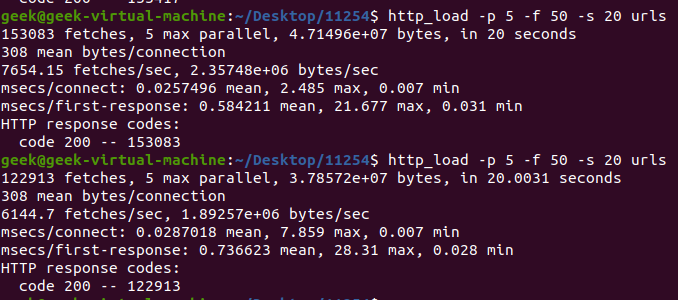 geek@geek-virtual-machine:~/Desktop/11254$ http_load -p 5 -f 50 -s 20 urls
153083 fetches, 5 max parallel, 4.71496e+07 bytes, in 20 seconds
308 mean bytes/connection
7654.15 fetches/sec, 2.35748e+06 bytes/sec
msecs/connect: 0.0257496 mean, 2.485 max, 0.007 min
msecs/first-response: 0.584211 mean, 21.677 max, 0.031 min
HTTP response codes:
  code 200 -- 153083
geek@geek-virtual-machine:~/Desktop/11254$ http_load -p 5 -f 50 -s 20 urls
122913 fetches, 5 max parallel, 3.78572e+07 bytes, in 20.0031 seconds
308 mean bytes/connection
6144.7 fetches/sec, 1.89257e+06 bytes/sec
msecs/connect: 0.0287018 mean, 7.859 max, 0.007 min
msecs/first-response: 0.736623 mean, 28.31 max, 0.028 min
HTTP response codes:
  code 200 -- 122913